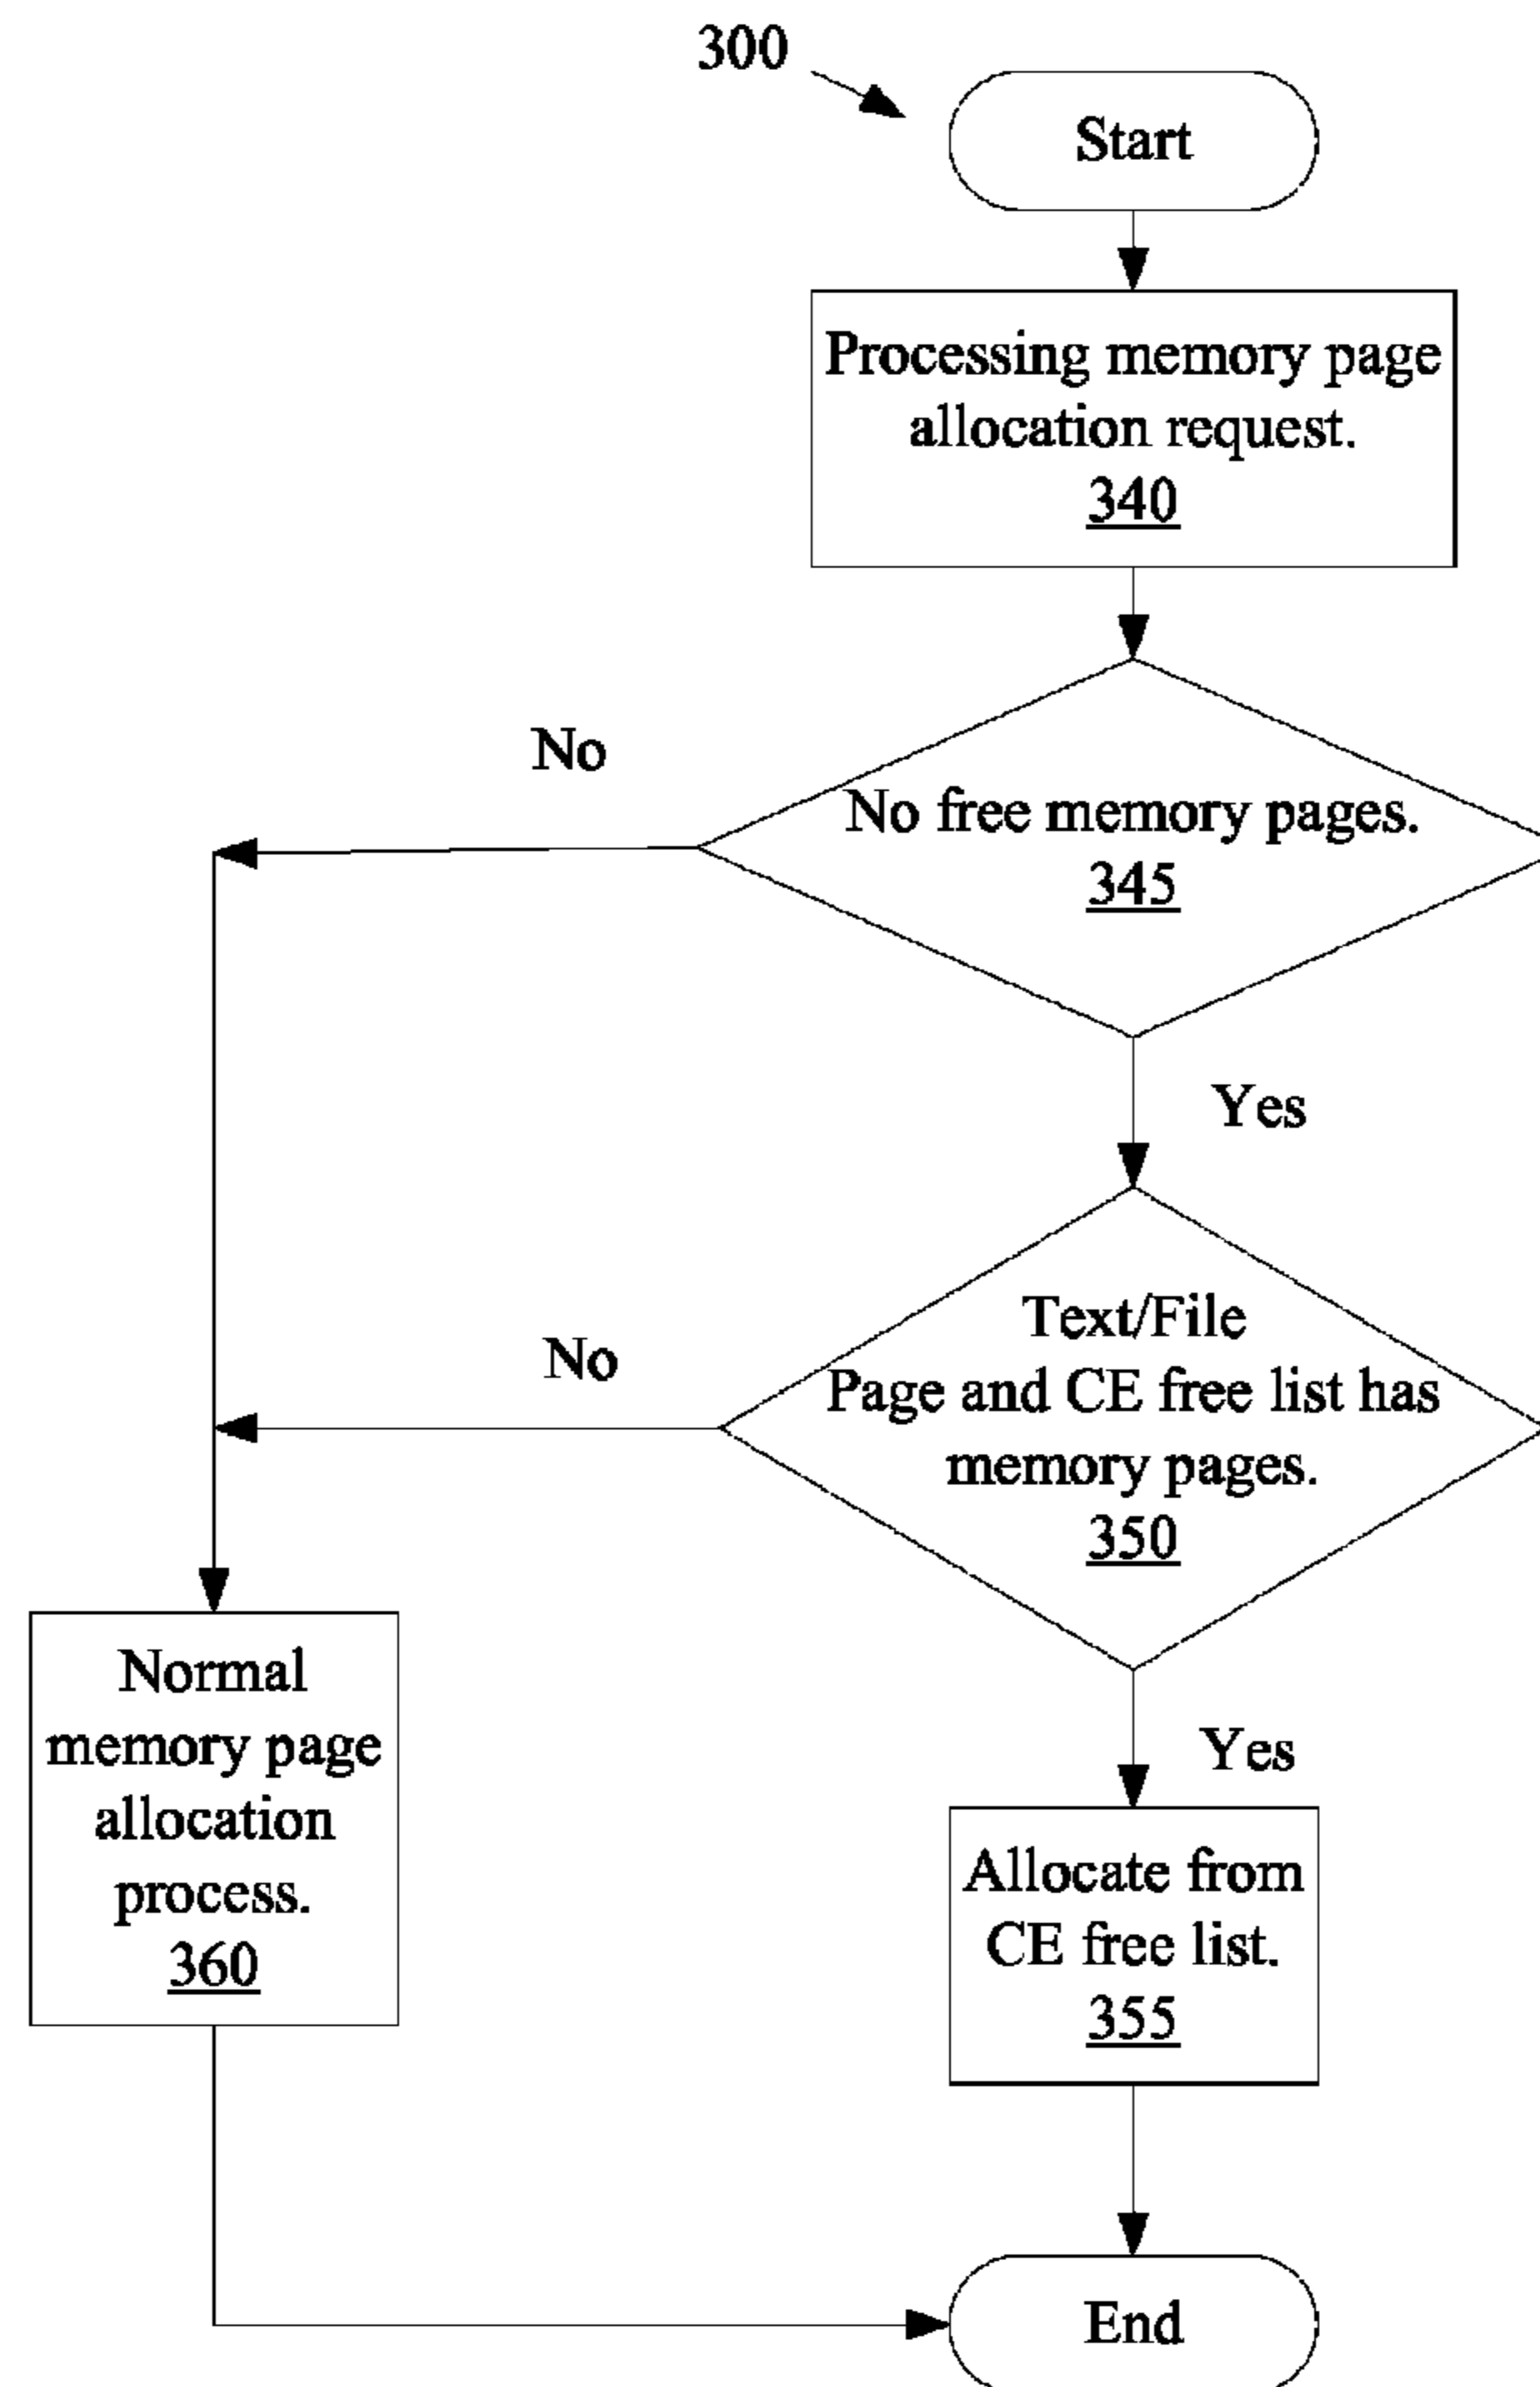 300
Start
Processing memory page
allocation request.
340
No
No free memory pages.
345
Yes
No
Text/File
Page and CE free list has
memory pages.
350
Normal
memory page
allocation
process.
360
Yes
Allocate from
CE free list.
355
End